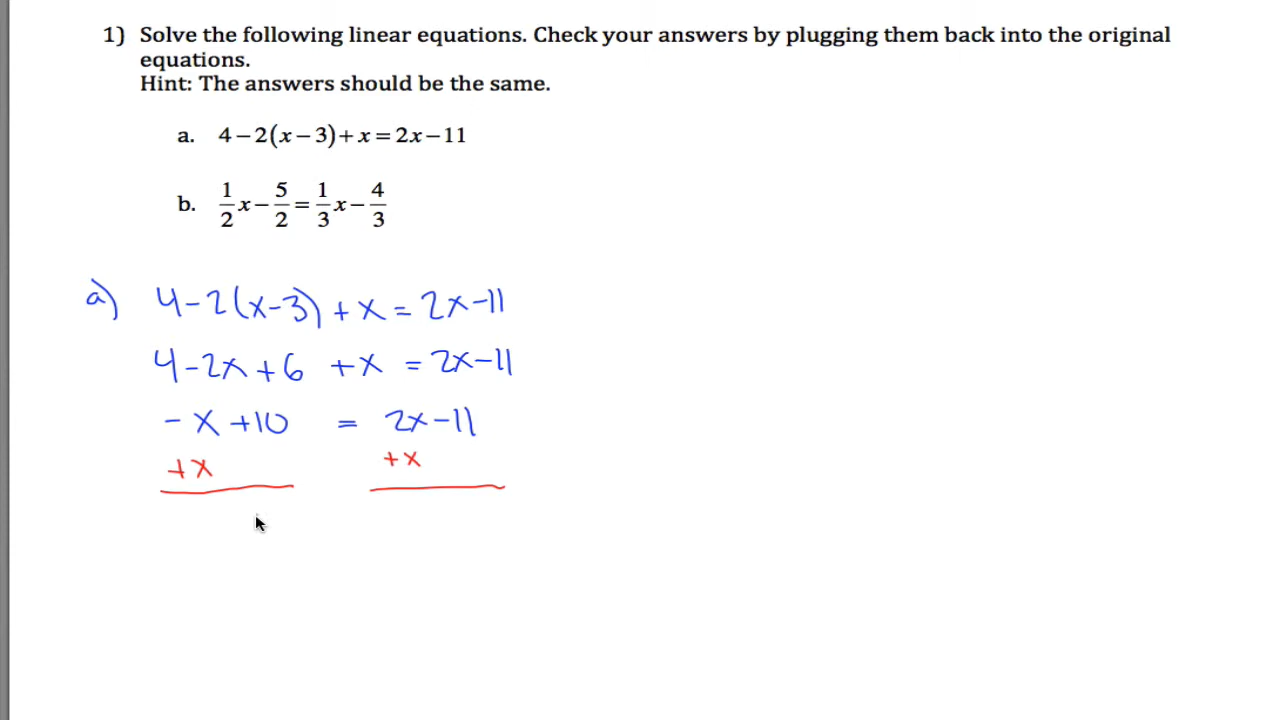 1) Solve the following linear equations. Check your answers by plugging them back into the original
equations.
Hint: The answers should be the same.
a. 4−2(x−3)+x=2x−11
b. 1/2 x − 5/2 = 1/3 x − 4/3
a) 4-2(x-3)+x=2x-11
4-2x+6 +x = 2x-11
-x+10 = 2x-11
+x +x